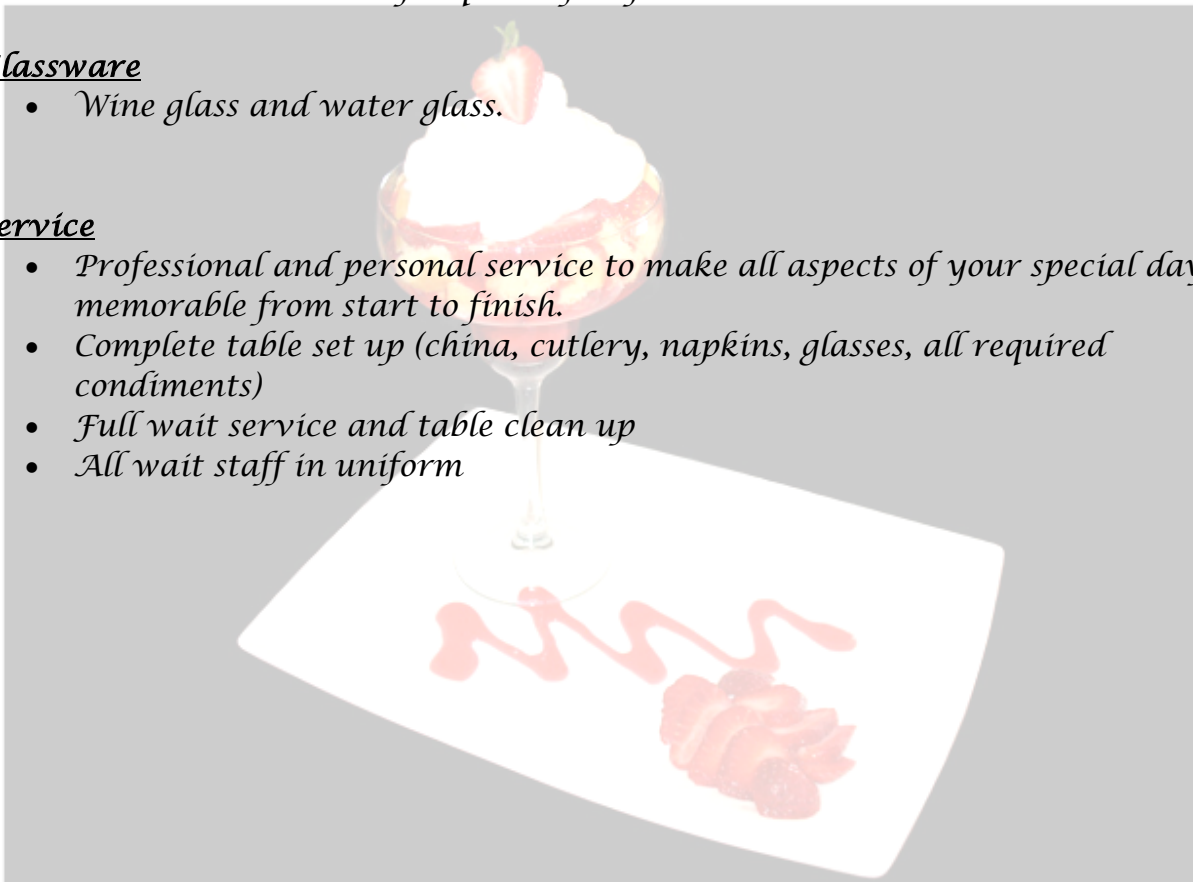 lassware
• Wine glass and water glass.
ervice
• Professional and personal service to make all aspects of your special day
memorable from start to finish.
• Complete table set up (china, cutlery, napkins, glasses, all required
condiments)
• Full wait service and table clean up
• All wait staff in uniform